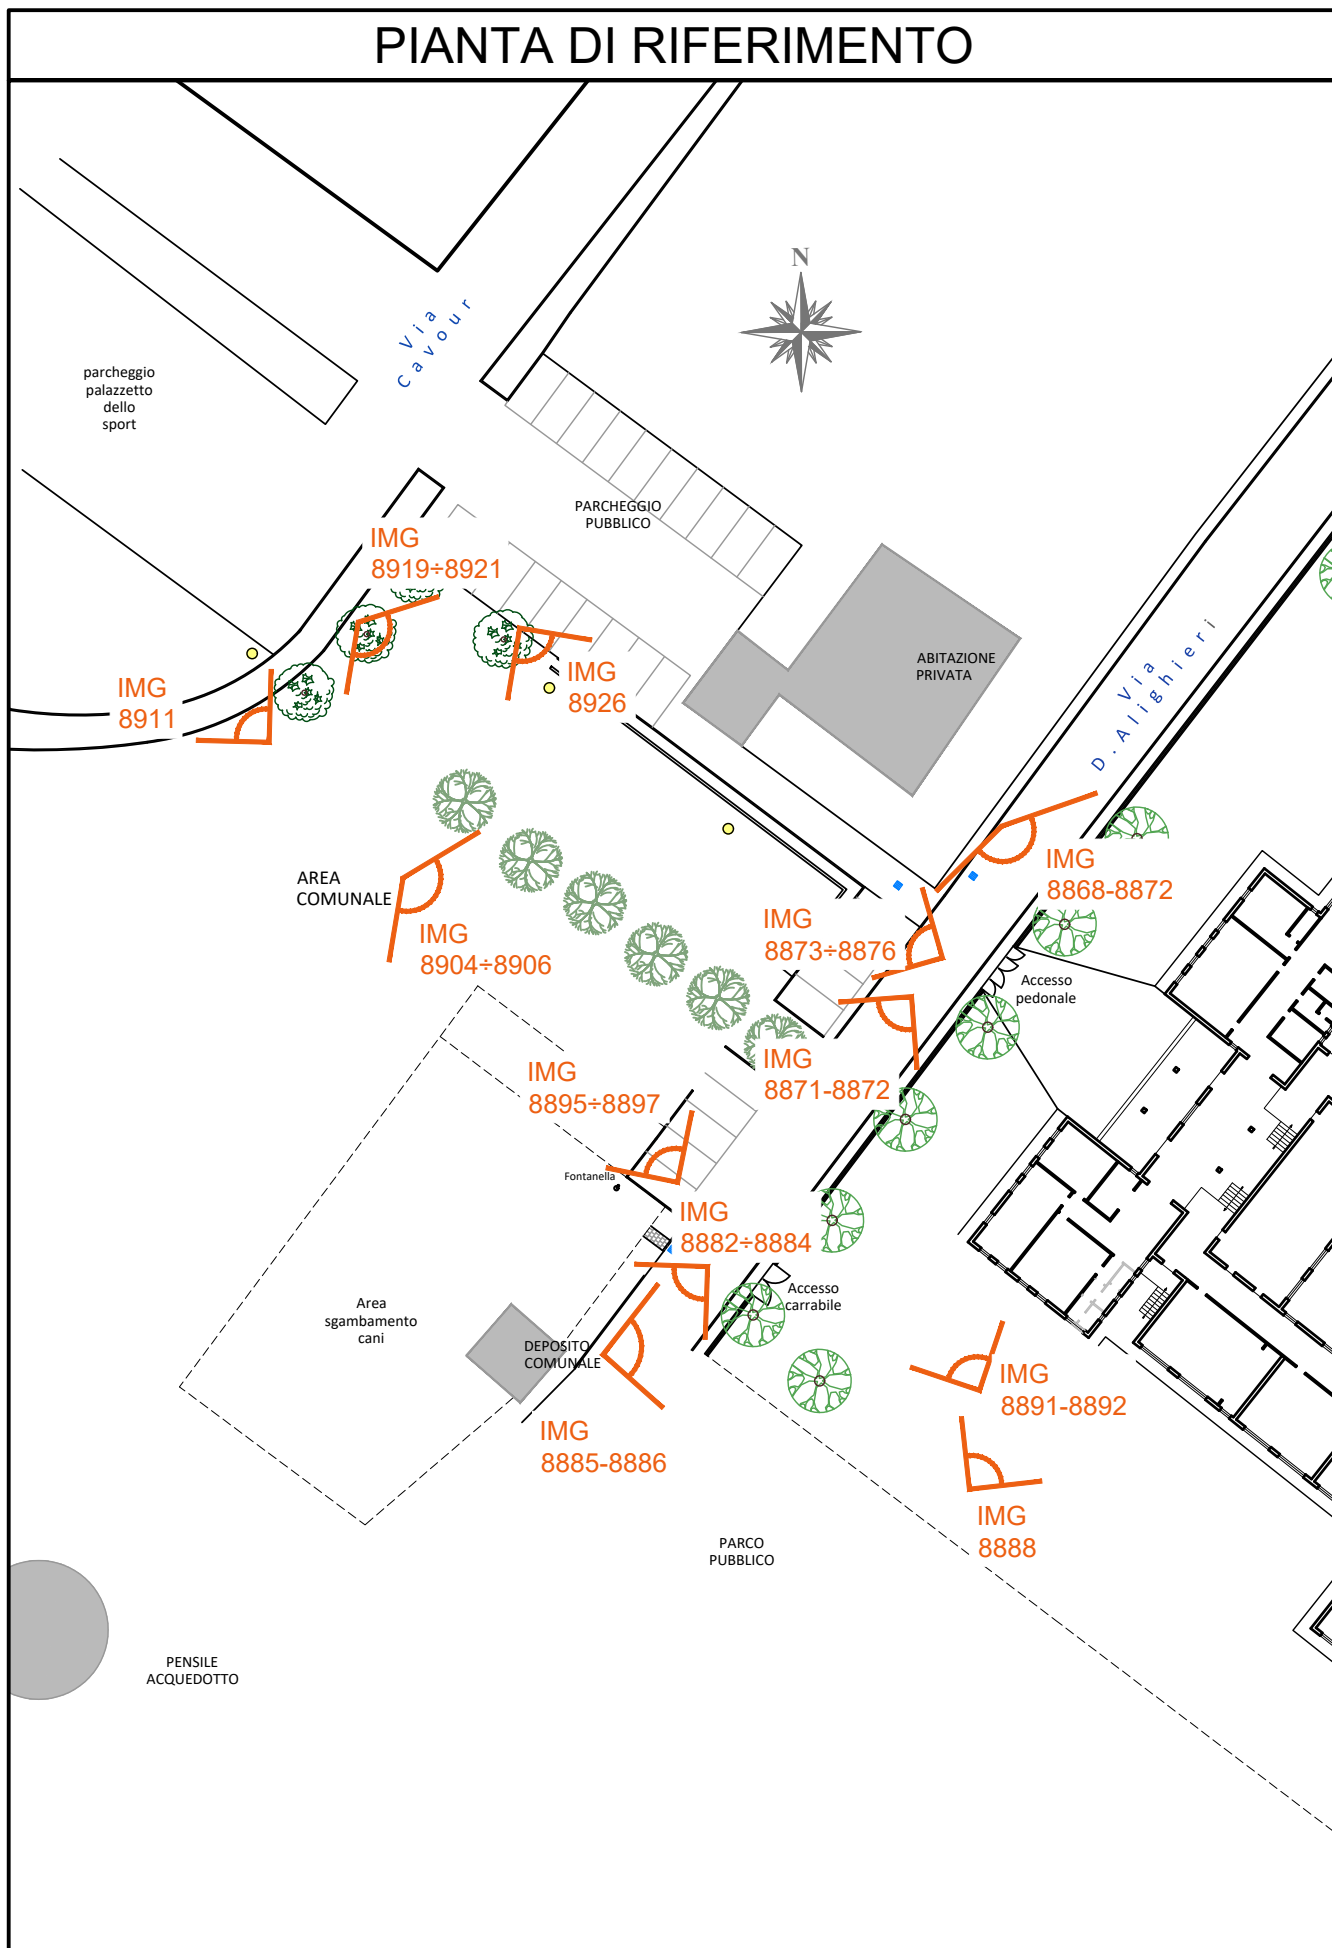 PIANTA DI RIFERIMENTO
N
Via
Cavour
parcheggio
palazzetto
dello
sport
PARCHEGGIO
PUBBLICO
IMG
8919÷8921
ABITAZIONE
PRIVATA
Via
D. Alighieri
IMG
8911
IMG
8926
IMG
8868-8872
AREA
COMUNALE
IMG
8904÷8906
IMG
8873÷8876
Accesso
pedonale
IMG
8895÷8897
IMG
8871-8872
Fontanella
IMG
8882÷8884
Accesso
carrabile
Area
sgambamento
cani
DEPOSITO
COMUNALE
IMG
8891-8892
IMG
8885-8886
IMG
8888
PARCO
PUBBLICO
PENSILE
ACQUEDOTTO